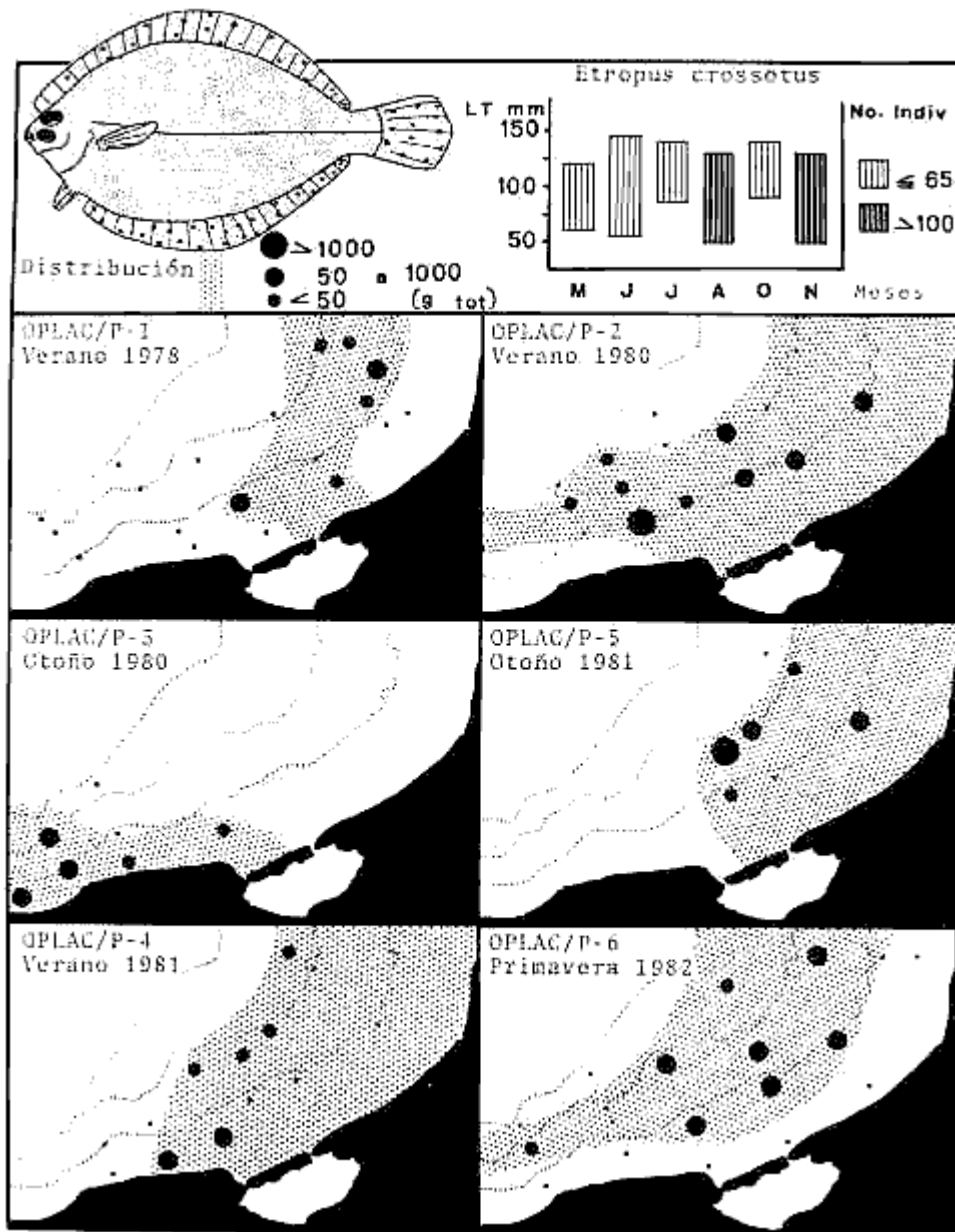 Etropus crossotus
LT mm
150
100
50
M J J A O N Meses
No. Indiv
≤ 65
>100
Distribución
>1000
50 a 1000
<50 (g tot)
OPLAC/P-1
Verano 1978
OPLAC/P-2
Verano 1980
OPLAC/P-3
Otoño 1980
OPLAC/P-5
Otoño 1981
OPLAC/P-4
Verano 1981
OPLAC/P-6
Primavera 1982